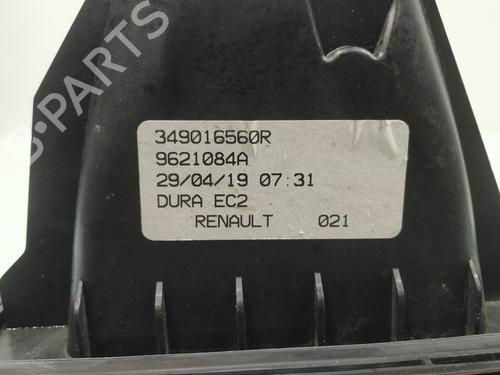 B-PARTS
349016560R
9621084A
29/04/19 07:31
DURA EC2
RENAULT 021